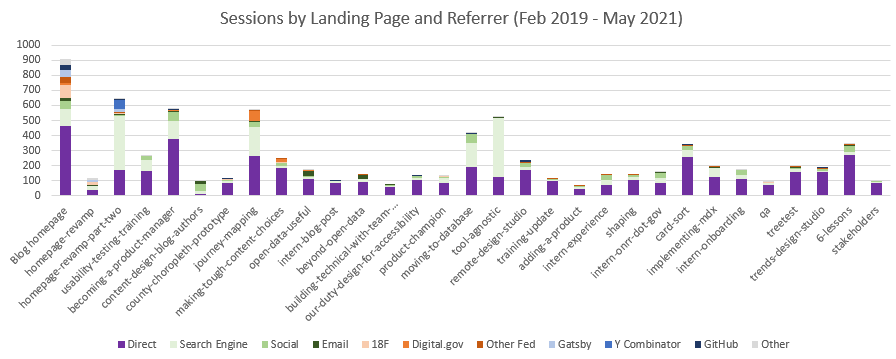 Sessions by Landing Page and Referrer (Feb 2019 - May 2021)
1000
900
800
700
600
500
400
300
200
100
0
Blog homepage
homepage-revamp
homepage-revamp-part-two
usability-testing-training
becoming-a-product-manager
content-design-blog-authors
county-choropleth-prototype
journey-mapping
making-tough-content-choices
open-data-useful
intern-blog-post
beyond-open-data
building-technical-with-team-...
our-duty-design-for-accessibility
product-champion
moving-to-database
tool-agnostic
remote-design-studio
training-update
adding-a-product
intern-experience
shaping
intern-onrr-dot-gov
card-sort
implementing-mdx
intern-onboarding
qa
treetest
trends-design-studio
6-lessons
stakeholders
Direct Search Engine Social Email 18F Digital.gov Other Fed Gatsby Y Combinator GitHub Other